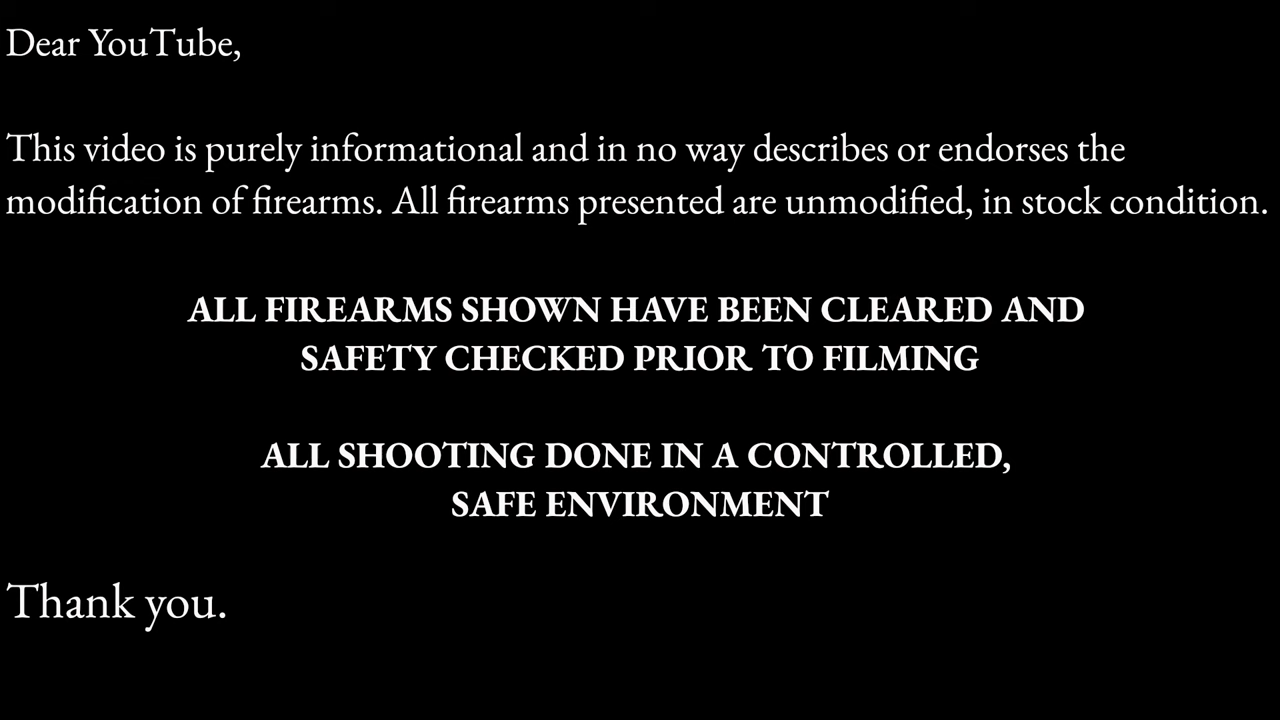 Dear YouTube,
This video is purely informational and in no way describes or endorses the
modification of firearms. All firearms presented are unmodified, in stock condition.
ALL FIREARMS SHOWN HAVE BEEN CLEARED AND
SAFETY CHECKED PRIOR TO FILMING
ALL SHOOTING DONE IN A CONTROLLED,
SAFE ENVIRONMENT
Thank you.